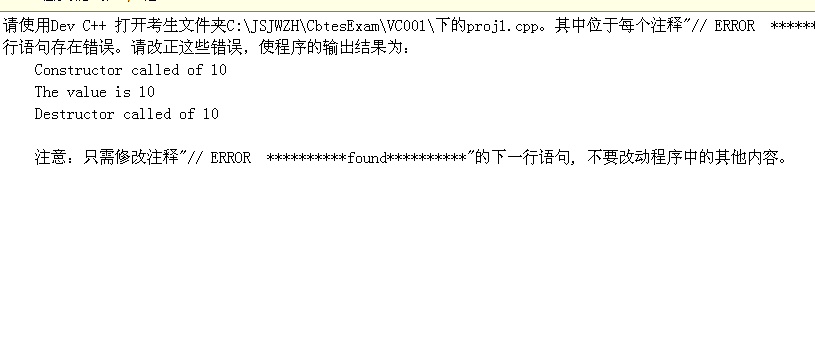 请使用Dev C++ 打开考生文件夹C:\JSJWZH\CbtesExam\VC001\下的proj1.cpp。其中位于每个注释"// ERROR  ******
行语句存在错误。请改正这些错误，使程序的输出结果为：
Constructor called of 10
The value is 10
Destructor called of 10
注意：只需修改注释"// ERROR  **********found**********"的下一行语句，不要改动程序中的其他内容。